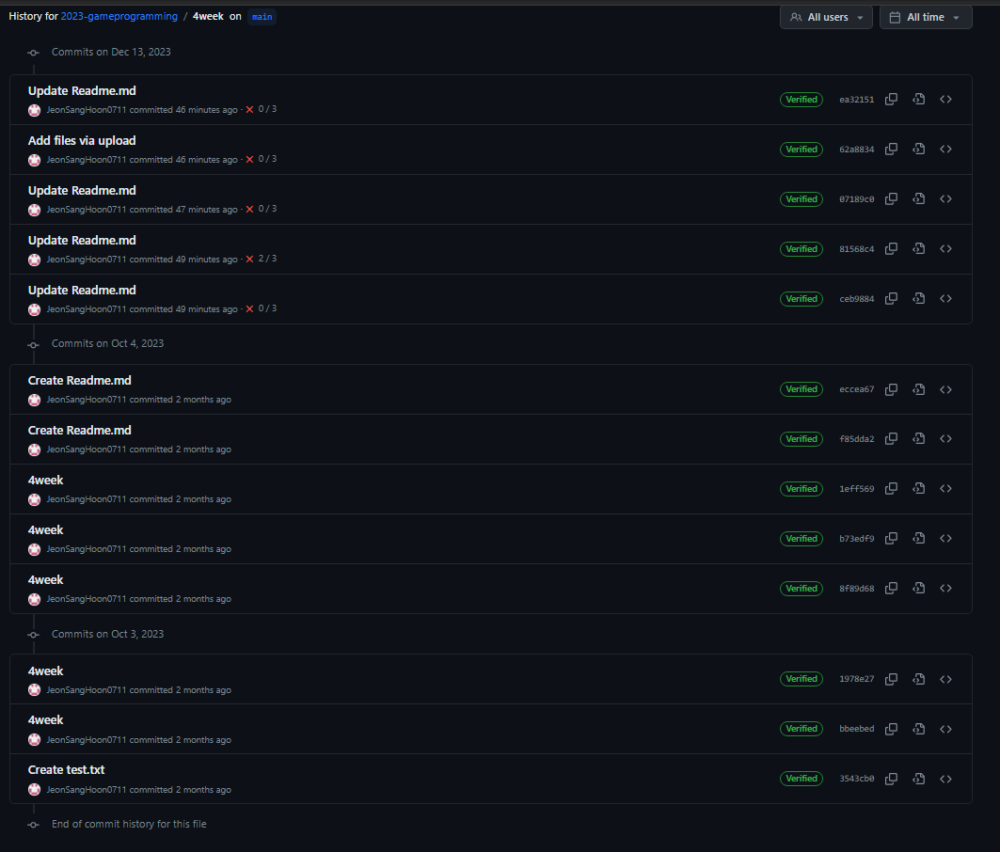 History for 2023-gameprogramming / 4week on main
All users
All time
Commits on Dec 13, 2023
Update Readme.md
JeonSangHoon0711 committed 46 minutes ago · 0 / 3
Verified
ea32151
Add files via upload
JeonSangHoon0711 committed 46 minutes ago · 0 / 3
Verified
62a8834
Update Readme.md
JeonSangHoon0711 committed 47 minutes ago · 0 / 3
Verified
07189c0
Update Readme.md
JeonSangHoon0711 committed 49 minutes ago · 2 / 3
Verified
81568c4
Update Readme.md
JeonSangHoon0711 committed 49 minutes ago · 0 / 3
Verified
ceb9884
Commits on Oct 4, 2023
Create Readme.md
JeonSangHoon0711 committed 2 months ago
Verified
eccea67
Create Readme.md
JeonSangHoon0711 committed 2 months ago
Verified
f85dda2
4week
JeonSangHoon0711 committed 2 months ago
Verified
1eff569
4week
JeonSangHoon0711 committed 2 months ago
Verified
b73edf9
4week
JeonSangHoon0711 committed 2 months ago
Verified
8f89d68
Commits on Oct 3, 2023
4week
JeonSangHoon0711 committed 2 months ago
Verified
1978e27
4week
JeonSangHoon0711 committed 2 months ago
Verified
bbeebed
Create test.txt
JeonSangHoon0711 committed 2 months ago
Verified
3543cb0
End of commit history for this file